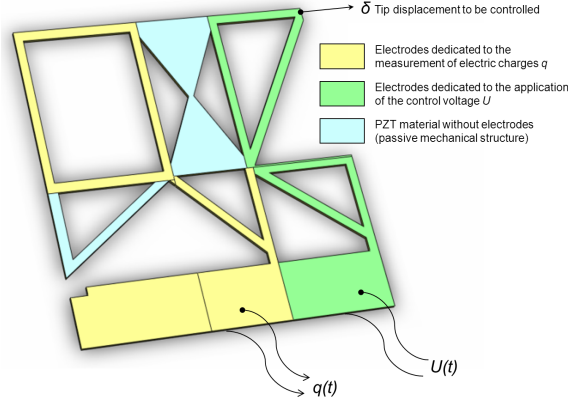 δ Tip displacement to be controlled
Electrodes dedicated to the
measurement of electric charges q
Electrodes dedicated to the application
of the control voltage U
PZT material without electrodes
(passive mechanical structure)
U(t)
q(t)